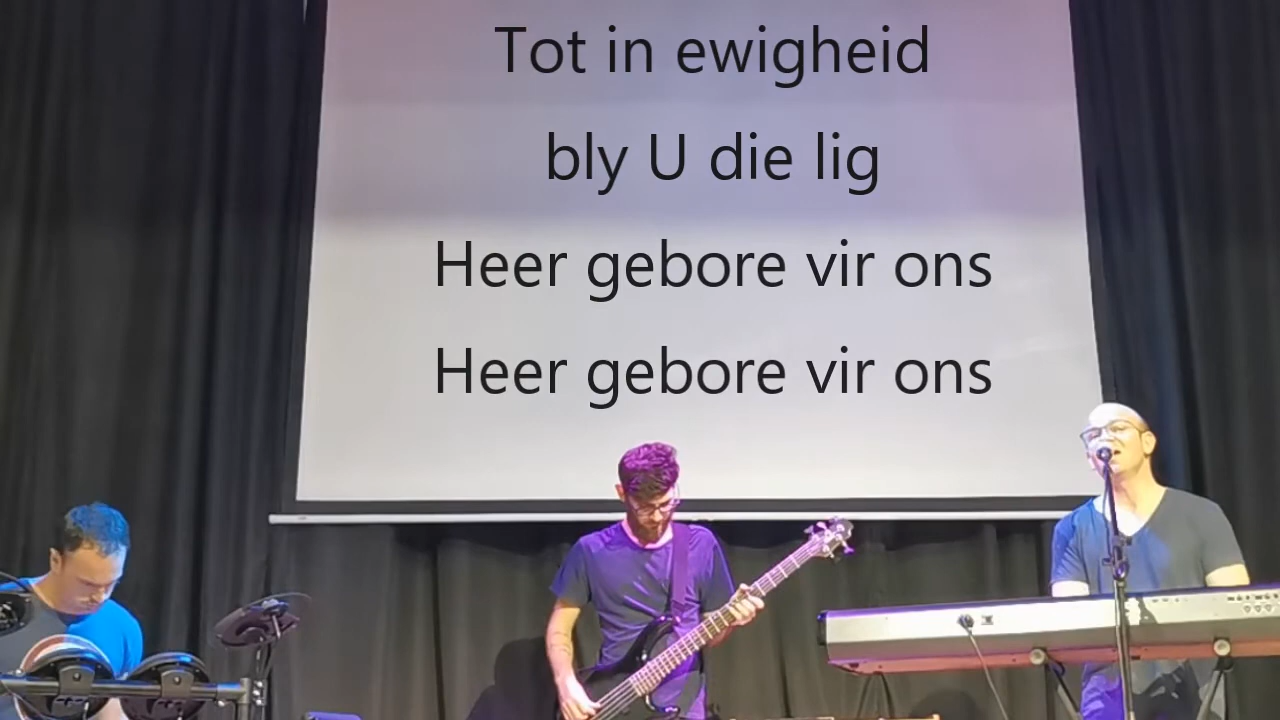 Tot in ewigheid
bly U die lig
Heer gebore vir ons
Heer gebore vir ons